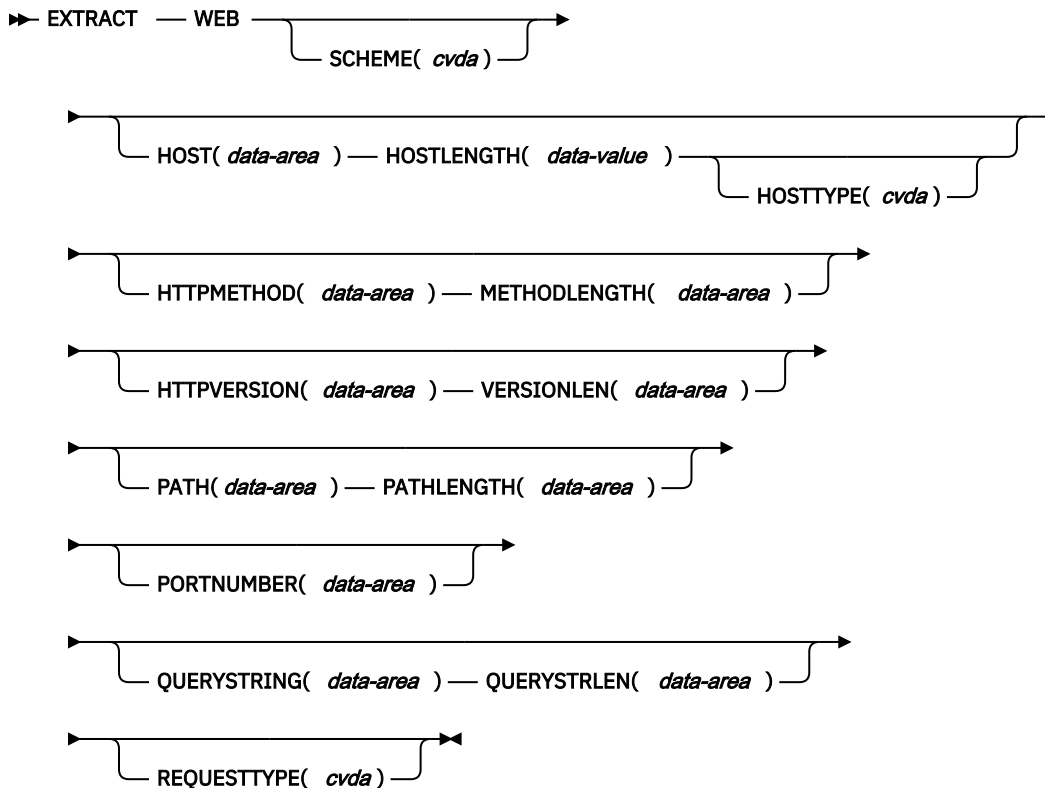 EXTRACT WEB
SCHEME( cvda )
HOST( data-area ) HOSTLENGTH( data-value )
HOSTTYPE( cvda )
HTTPMETHOD( data-area ) METHODLENGTH( data-area )
HTTPVERSION( data-area ) VERSIONLEN( data-area )
PATH( data-area ) PATHLENGTH( data-area )
PORTNUMBER( data-area )
QUERYSTRING( data-area ) QUERYSTRLEN( data-area )
REQUESTTYPE( cvda )